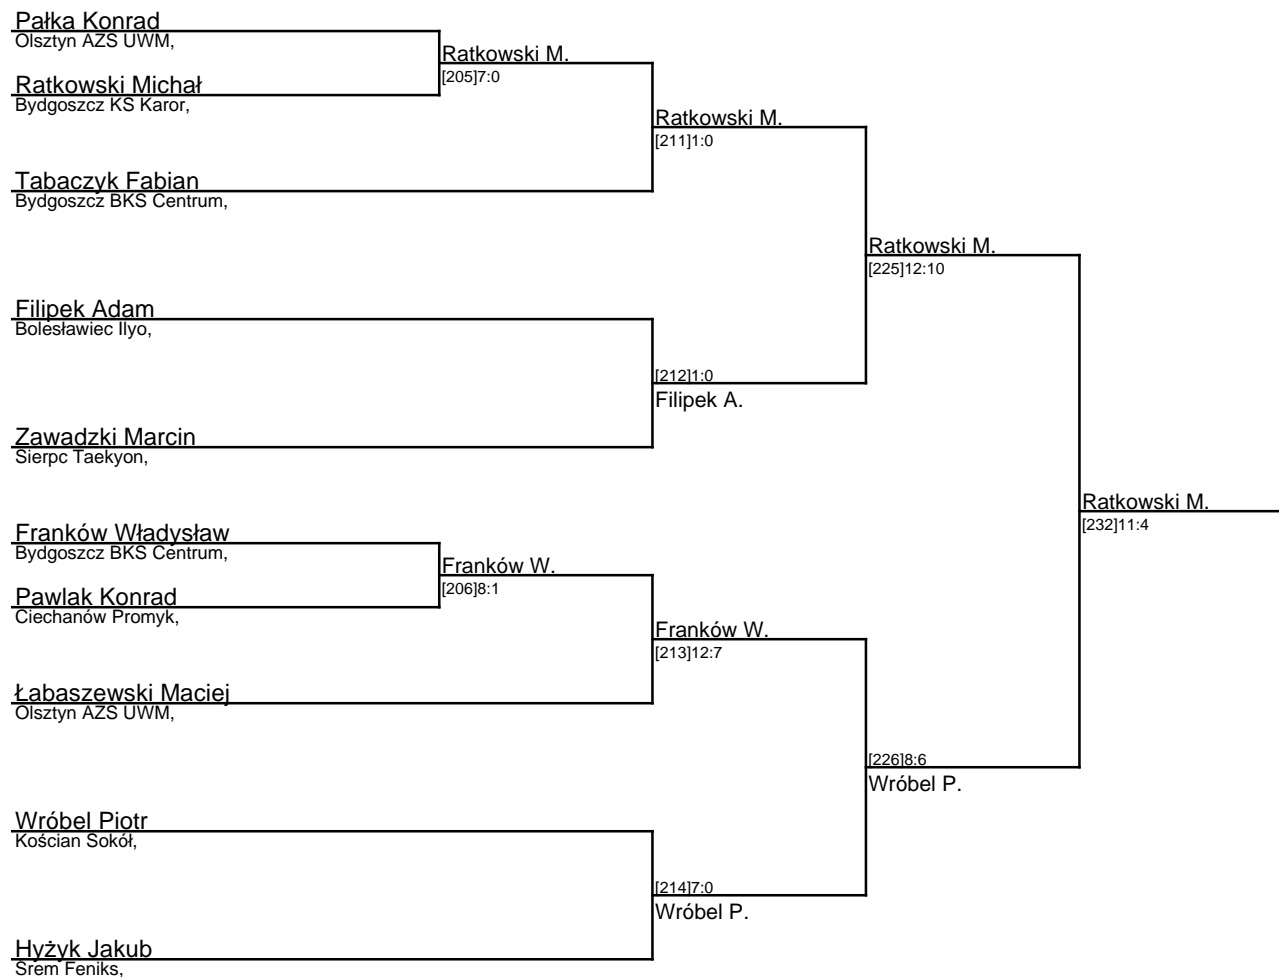 Pałka Konrad
Olsztyn AZS UWM,
Ratkowski M.
[205]7:0
Ratkowski Michał
Bydgoszcz KS Karor,
Ratkowski M.
[211]1:0
Tabaczyk Fabian
Bydgoszcz BKS Centrum,
Ratkowski M.
[225]12:10
Filipek Adam
Bolesławiec Ilyo,
[212]1:0
Filipek A.
Zawadzki Marcin
Sierpc Taekyon,
Ratkowski M.
[232]11:4
Franków Władysław
Bydgoszcz BKS Centrum,
Franków W.
[206]8:1
Pawlak Konrad
Ciechanów Promyk,
Franków W.
[213]12:7
Łabaszewski Maciej
Olsztyn AZS UWM,
[226]8:6
Wróbel P.
Wróbel Piotr
Kościan Sokół,
[214]7:0
Wróbel P.
Hyżyk Jakub
Śrem Feniks,